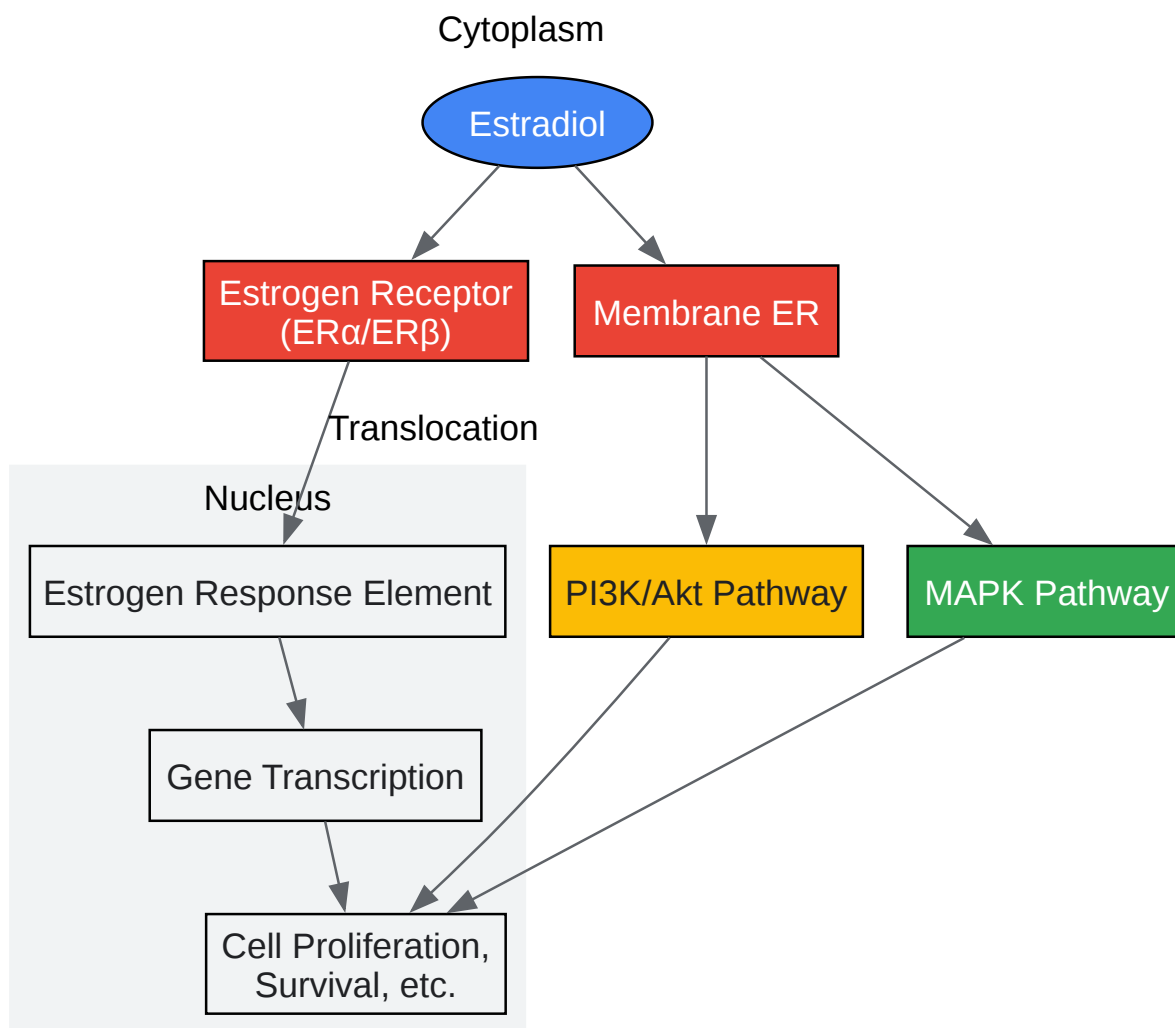 Cytoplasm
Estradiol
Estrogen Receptor
(ERα/ERβ)
Membrane ER
Translocation
Nucleus
Estrogen Response Element
PI3K/Akt Pathway
MAPK Pathway
Gene Transcription
Cell Proliferation,
Survival, etc.